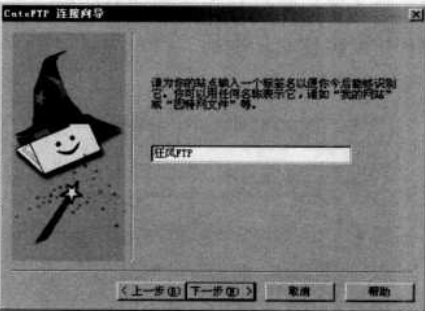 CuteFTP 连接向导
请为你的站点输入一个标签名以便你今后能够识别
它。你可以用任何名称表示它，诸如“我的网站”
或“因特网文件”等。
狂风FTP
<上一步(B) 下一步(N)> 取消 帮助